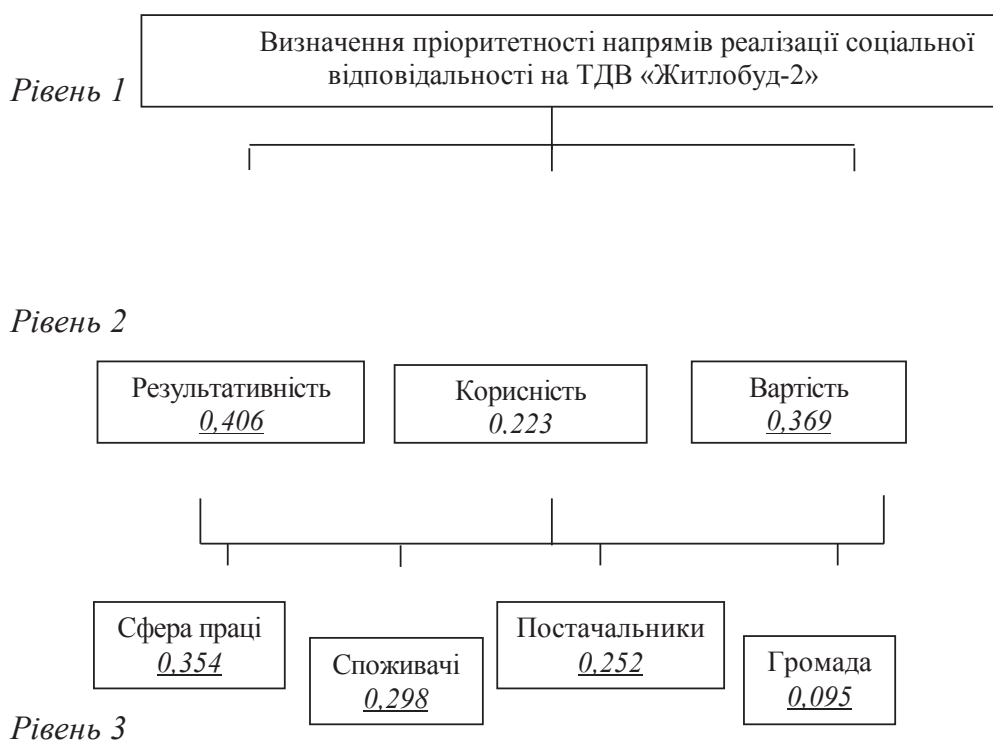 Визначення пріоритетності напрямів реалізації соціальної
відповідальності на ТДВ «Житлобуд-2»
Рівень 1
Рівень 2
Результативність
0,406
Корисність
0,223
Вартість
0,369
Сфера праці
0,354
Споживачі
0,298
Постачальники
0,252
Громада
0,095
Рівень 3